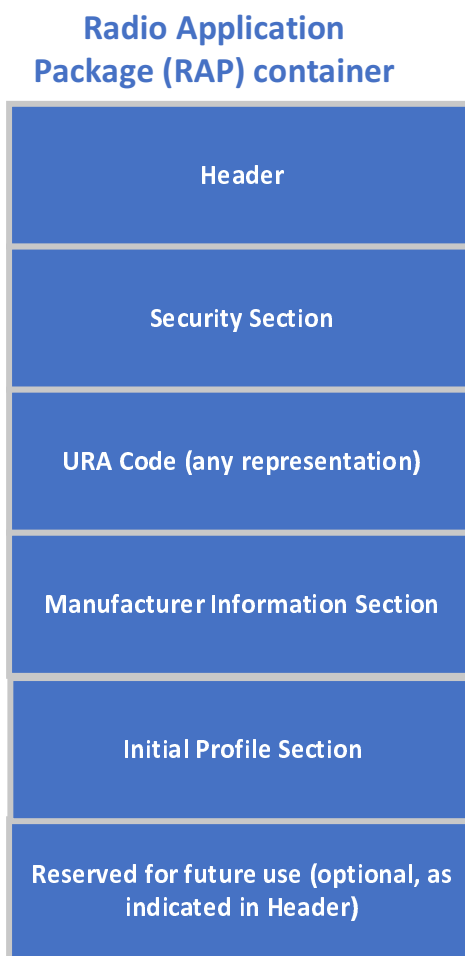 Radio Application
Package (RAP) container
Header
Security Section
URA Code (any representation)
Manufacturer Information Section
Initial Profile Section
Reserved for future use (optional, as
indicated in Header)